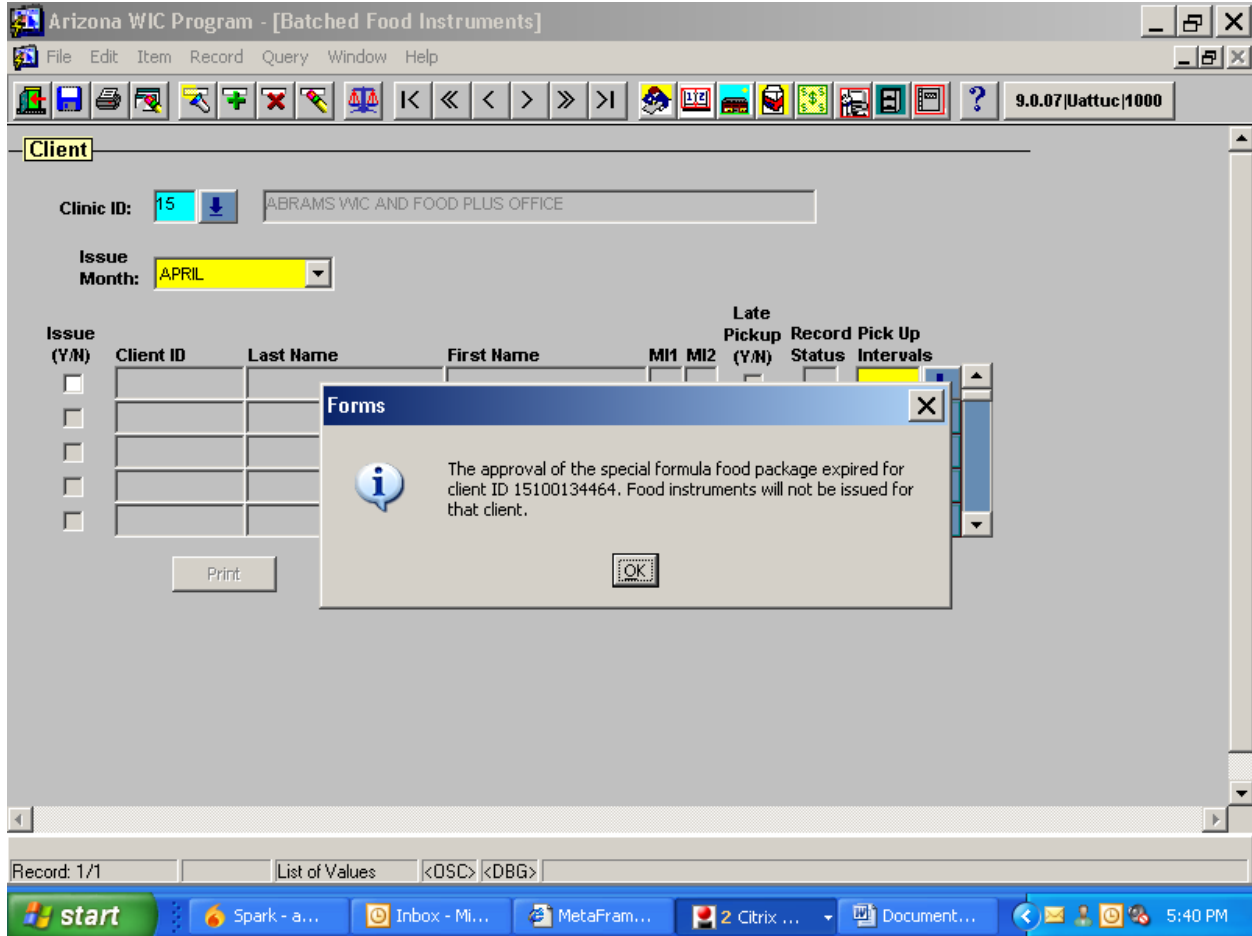 Arizona WIC Program - [Batched Food Instruments]
File Edit Item Record Query Window Help
9.0.07|Uattuc|1000
Client
Clinic ID: 15 ABRAMS WIC AND FOOD PLUS OFFICE
Issue
Month: APRIL
Late
Issue Pickup Record Pick Up
(Y/N) Client ID Last Name First Name MI1 MI2 (Y/N) Status Intervals
Forms
The approval of the special formula food package expired for
client ID 15100134464. Food instruments will not be issued for
that client.
OK
Print
Record: 1/1 List of Values <OSC> <DBG>
start Spark - a... Inbox - Mi... MetaFram... 2 Citrix ... Document... 5:40 PM